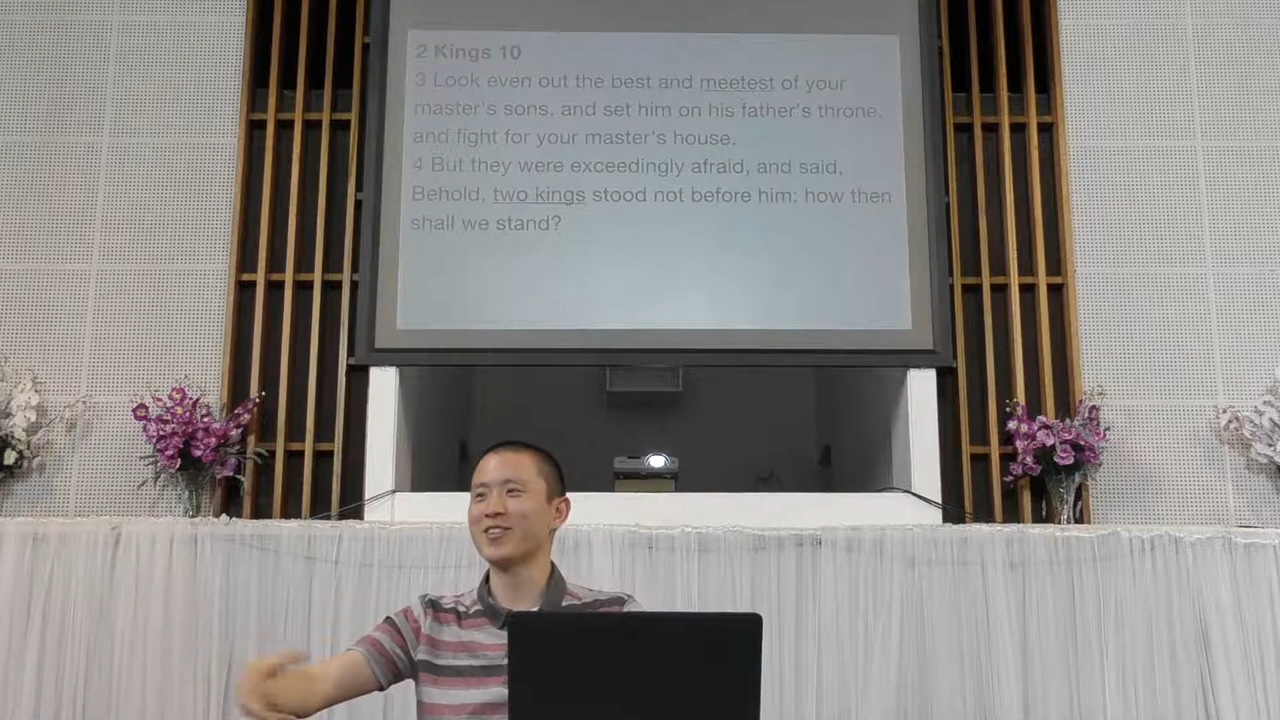 2 Kings 10
3 Look even out the best and meetest of your
master's sons, and set him on his father's throne,
and fight for your master's house.
4 But they were exceedingly afraid, and said,
Behold, two kings stood not before him: how then
shall we stand?